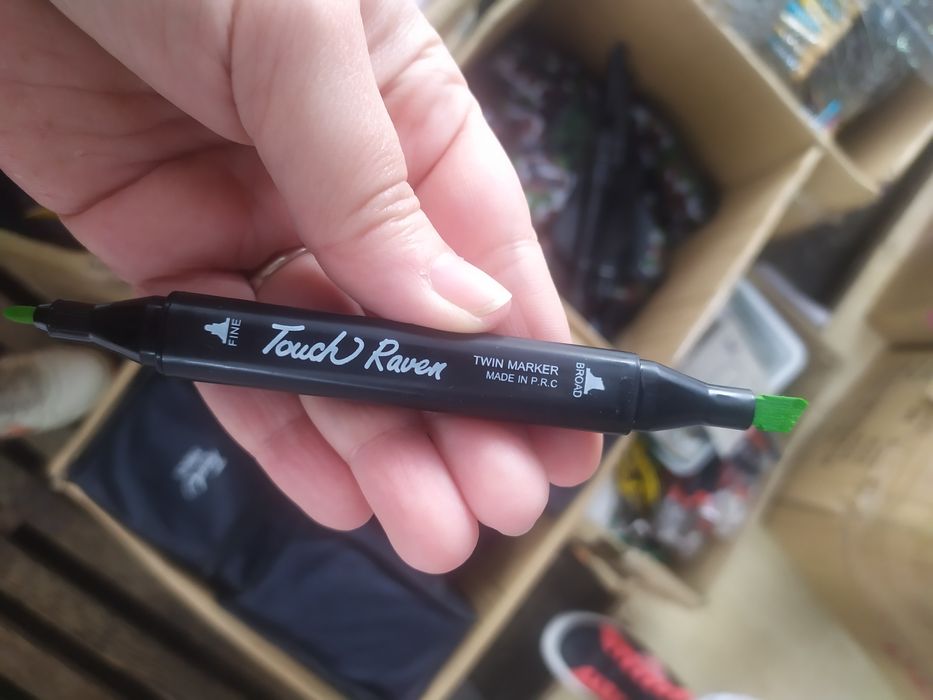 FINE
Touch Raven
TWIN MARKER
MADE IN P.R.C
BROAD